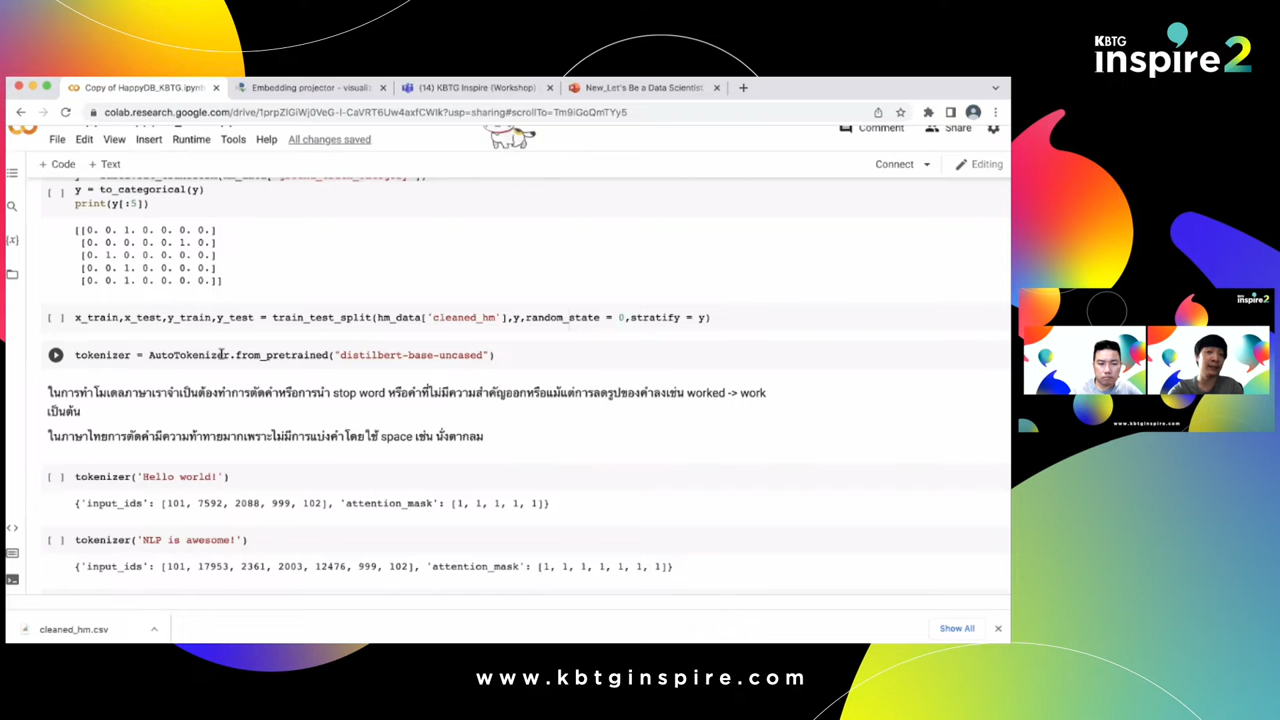 KBTG
inspire 2
Copy of HappyDB_KBTG.ipynb
Embedding projector - visuali
(14) KBTG Inspire (Workshop)
New_Let's Be a Data Scientist
colab.research.google.com/drive/1prpZlGiWj0VeG-l-CaVRT6Uw4axfCWIk?usp=sharing#scrollTo=Tm9iGoQmTYy5
File Edit View Insert Runtime Tools Help All changes saved
Comment Share
+ Code + Text
Connect Editing
[ ] y = to_categorical(y)
print(y[:5])
[[0. 0. 1. 0. 0. 0. 0.]
[0. 0. 0. 0. 0. 1. 0.]
[0. 1. 0. 0. 0. 0. 0.]
[0. 0. 1. 0. 0. 0. 0.]
[0. 0. 1. 0. 0. 0. 0.]]
[ ] x_train,x_test,y_train,y_test = train_test_split(hm_data['cleaned_hm'],y,random_state = 0,stratify = y)
tokenizer = AutoTokenizer.from_pretrained("distilbert-base-uncased")
ในการทำโมเดลภาษาเราจำเป็นต้องทำการตัดคำหรือการนำ stop word หรือคำที่ไม่มีความสำคัญออกหรือแม้แต่การลดรูปของคำลงเช่น worked -> work
เป็นต้น
ในภาษาไทยการตัดคำมีความท้าทายมากเพราะไม่มีการแบ่งคำโดยใช้ space เช่น นั่งตากลม
[ ] tokenizer('Hello world!')
{'input_ids': [101, 7592, 2088, 999, 102], 'attention_mask': [1, 1, 1, 1, 1]}
[ ] tokenizer('NLP is awesome!')
{'input_ids': [101, 17953, 2361, 2003, 12476, 999, 102], 'attention_mask': [1, 1, 1, 1, 1, 1, 1]}
cleaned_hm.csv
Show All
inspire 2
www.kbtginspire.com
www.kbtginspire.com